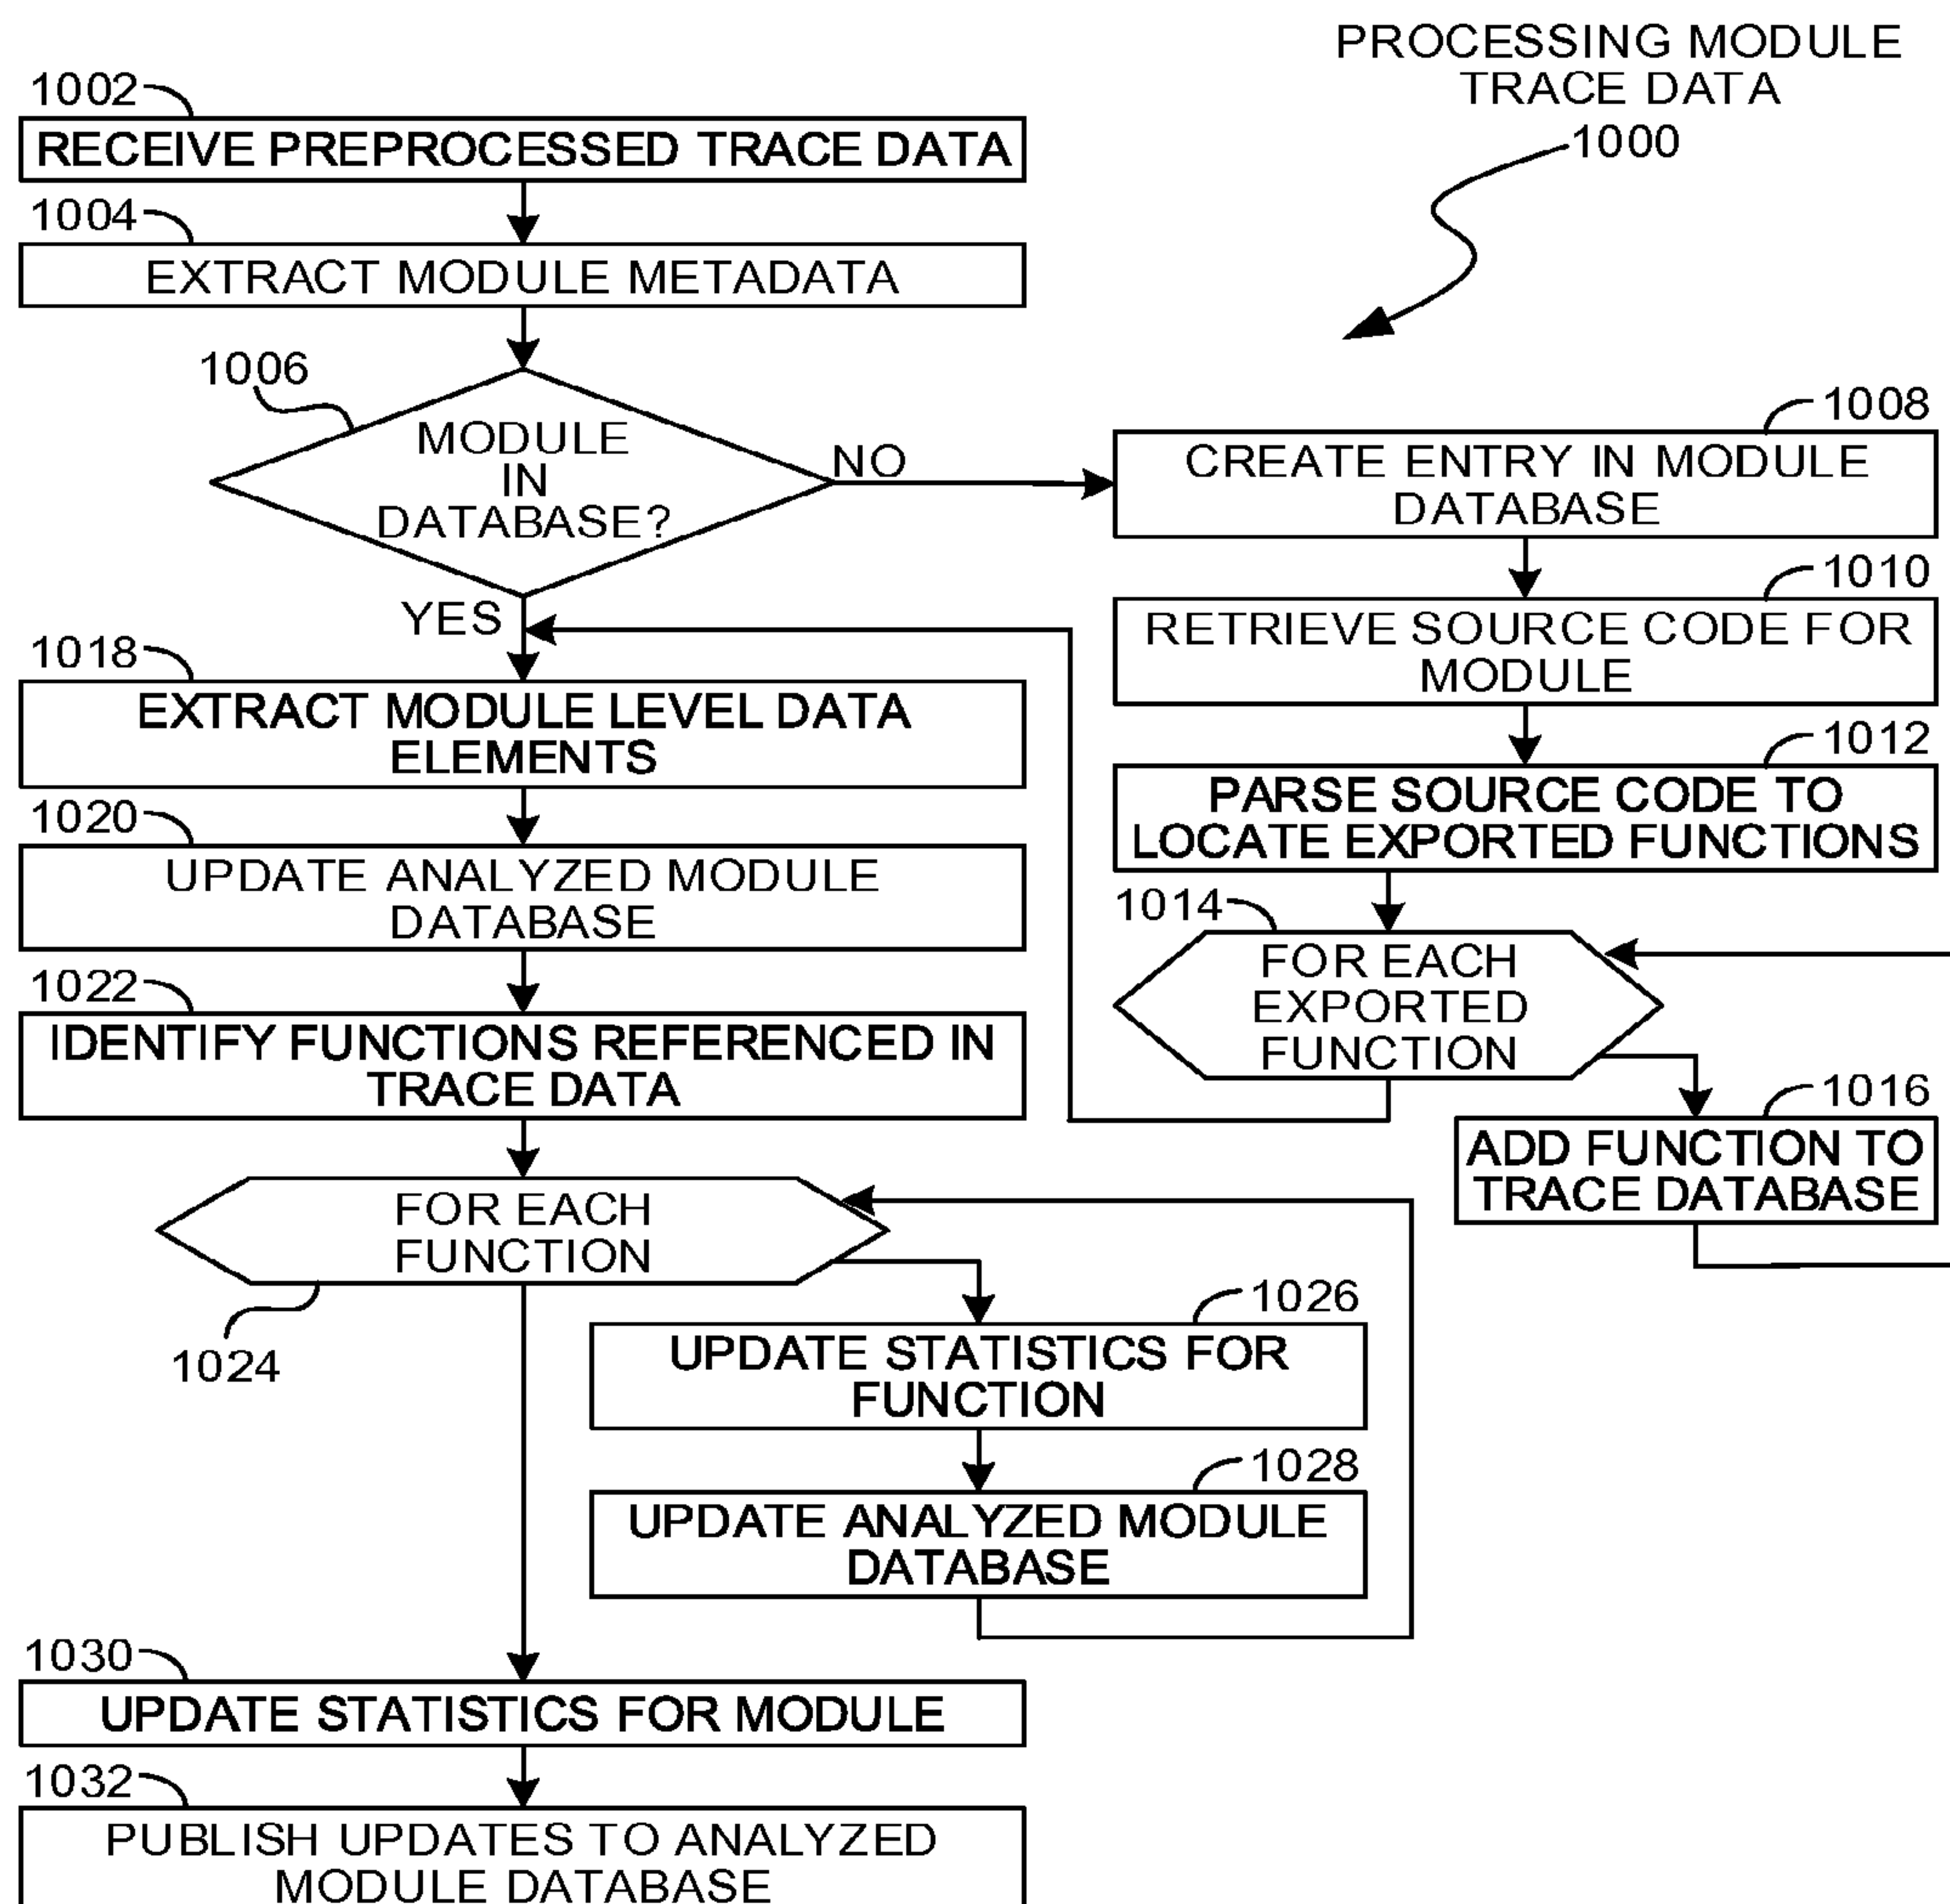 PROCESSING MODULE
TRACE DATA
1000
1002
RECEIVE PREPROCESSED TRACE DATA
1004
EXTRACT MODULE METADATA
1006
MODULE
IN
DATABASE?
NO
YES
1008
CREATE ENTRY IN MODULE
DATABASE
1010
RETRIEVE SOURCE CODE FOR
MODULE
1012
PARSE SOURCE CODE TO
LOCATE EXPORTED FUNCTIONS
1014
FOR EACH
EXPORTED
FUNCTION
1016
ADD FUNCTION TO
TRACE DATABASE
1018
EXTRACT MODULE LEVEL DATA
ELEMENTS
1020
UPDATE ANALYZED MODULE
DATABASE
1022
IDENTIFY FUNCTIONS REFERENCED IN
TRACE DATA
FOR EACH
FUNCTION
1024
1026
UPDATE STATISTICS FOR
FUNCTION
1028
UPDATE ANALYZED MODULE
DATABASE
1030
UPDATE STATISTICS FOR MODULE
1032
PUBLISH UPDATES TO ANALYZED
MODULE DATABASE